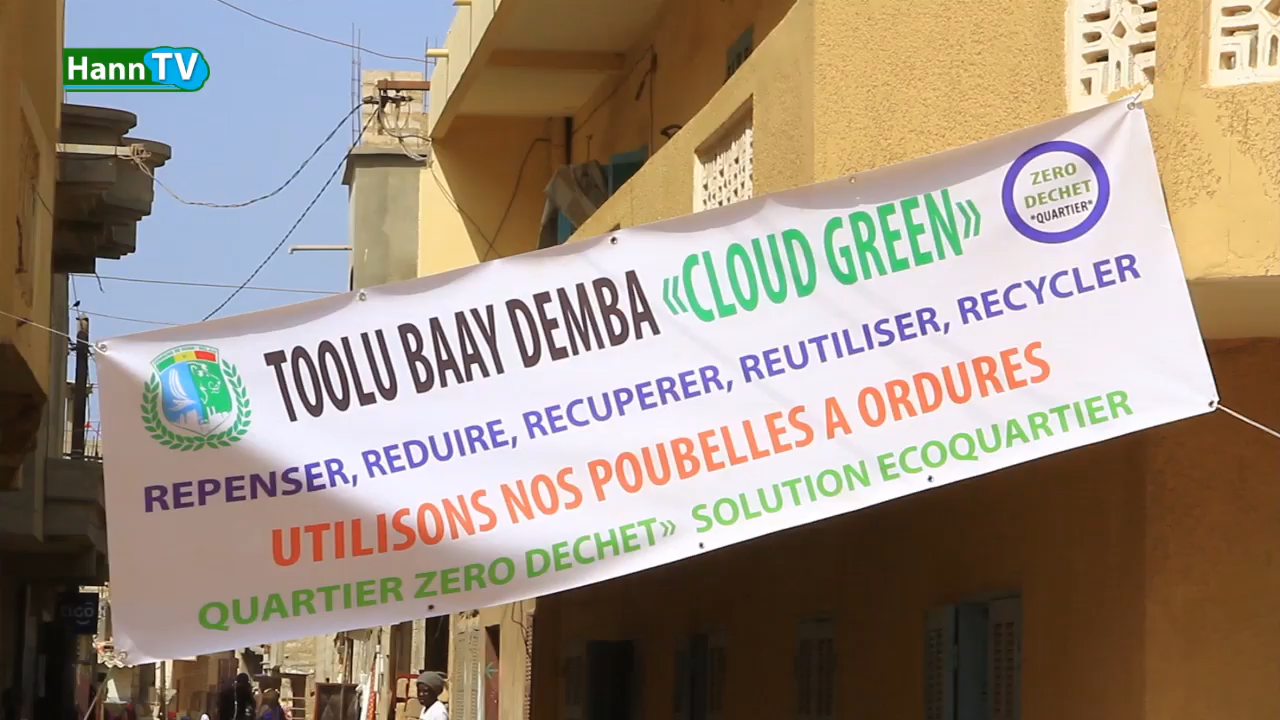 HannTV
ZERO
DECHET
"QUARTIER"
TOOLU BAAY DEMBA «CLOUD GREEN»
REPENSER, REDUIRE, RECUPERER, REUTILISER, RECYCLER
UTILISONS NOS POUBELLES A ORDURES
QUARTIER ZERO DECHET» SOLUTION ECOQUARTIER
TIGO